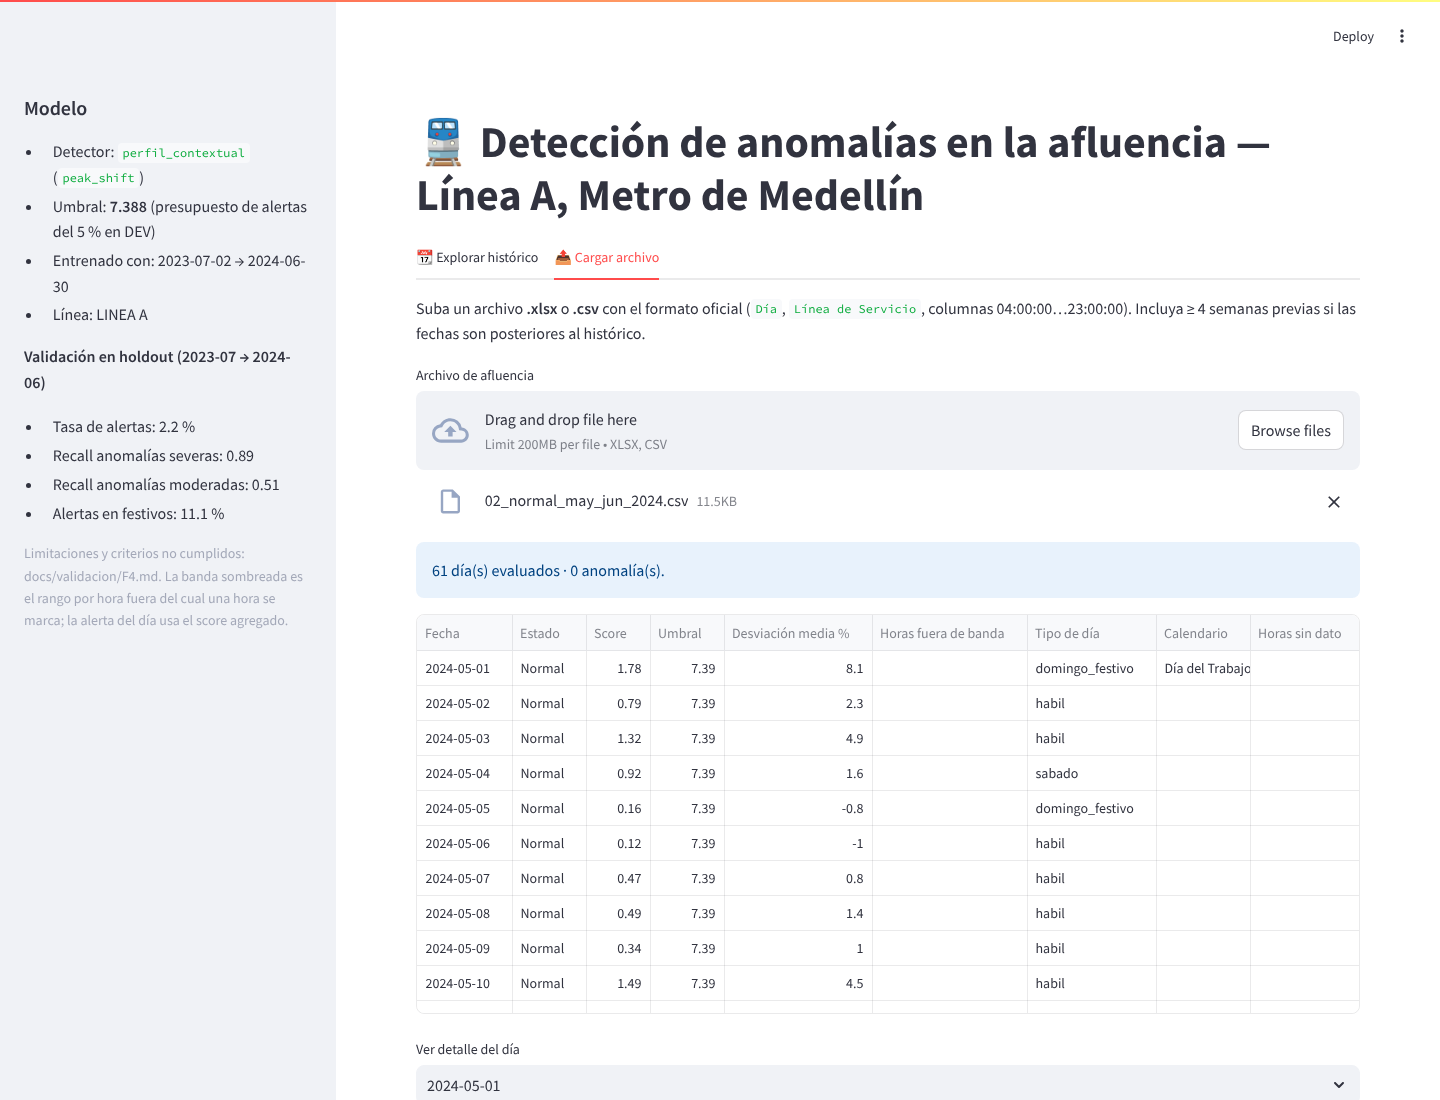 Deploy
Modelo
• Detector: perfil_contextual
(peak_shift)
• Umbral: 7.388 (presupuesto de alertas
del 5 % en DEV)
• Entrenado con: 2023-07-02 → 2024-06-
30
• Línea: LINEA A
Validación en holdout (2023-07 → 2024-
06)
• Tasa de alertas: 2.2 %
• Recall anomalías severas: 0.89
• Recall anomalías moderadas: 0.51
• Alertas en festivos: 11.1 %
Limitaciones y criterios no cumplidos:
docs/validacion/F4.md. La banda sombreada es
el rango por hora fuera del cual una hora se
marca; la alerta del día usa el score agregado.
🚆 Detección de anomalías en la afluencia —
Línea A, Metro de Medellín
📅 Explorar histórico 📤 Cargar archivo
Suba un archivo .xlsx o .csv con el formato oficial (Día, Línea de Servicio, columnas 04:00:00…23:00:00). Incluya ≥ 4 semanas previas si las
fechas son posteriores al histórico.
Archivo de afluencia
Drag and drop file here
Limit 200MB per file • XLSX, CSV
Browse files
02_normal_may_jun_2024.csv 11.5KB
61 día(s) evaluados · 0 anomalía(s).
Fecha Estado Score Umbral Desviación media % Horas fuera de banda Tipo de día Calendario Horas sin dato
2024-05-01 Normal 1.78 7.39 8.1 domingo_festivo Día del Trabajo
2024-05-02 Normal 0.79 7.39 2.3 habil
2024-05-03 Normal 1.32 7.39 4.9 habil
2024-05-04 Normal 0.92 7.39 1.6 sabado
2024-05-05 Normal 0.16 7.39 -0.8 domingo_festivo
2024-05-06 Normal 0.12 7.39 -1 habil
2024-05-07 Normal 0.47 7.39 0.8 habil
2024-05-08 Normal 0.49 7.39 1.4 habil
2024-05-09 Normal 0.34 7.39 1 habil
2024-05-10 Normal 1.49 7.39 4.5 habil
Ver detalle del día
2024-05-01